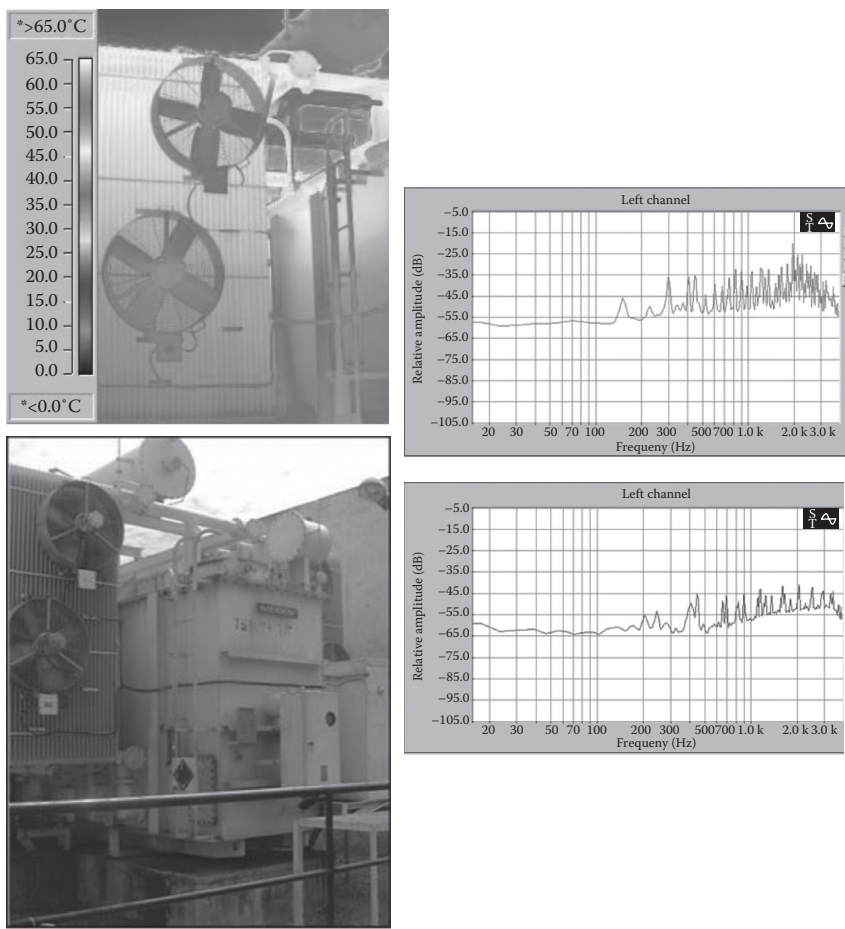 *>65.0°C
65.0
60.0
55.0
50.0
45.0
40.0
35.0
30.0
25.0
20.0
15.0
10.0
5.0
0.0
*<0.0°C
Left channel
S
T
Relative amplitude (dB)
−5.0
−15.0
−25.0
−35.0
−45.0
−55.0
−65.0
−75.0
−85.0
−95.0
−105.0
20 30 50 70 100 200 300 500 700 1.0 k 2.0 k 3.0 k
Frequeny (Hz)
Left channel
S
T
Relative amplitude (dB)
−5.0
−15.0
−25.0
−35.0
−45.0
−55.0
−65.0
−75.0
−85.0
−95.0
−105.0
20 30 50 70 100 200 300 500 700 1.0 k 2.0 k 3.0 k
Frequeny (Hz)